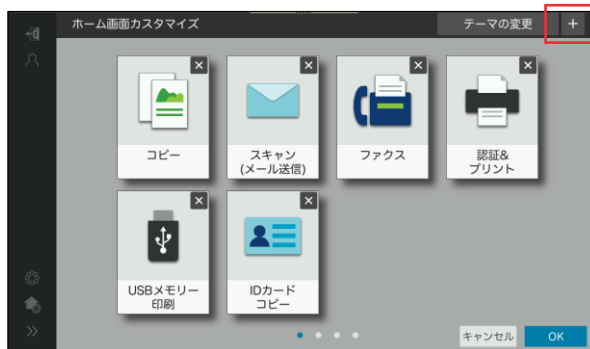 ホーム画面カスタマイズ
テーマの変更
+
コピー
スキャン
(メール送信)
ファクス
認証&
プリント
USBメモリー
印刷
IDカード
コピー
キャンセル
OK